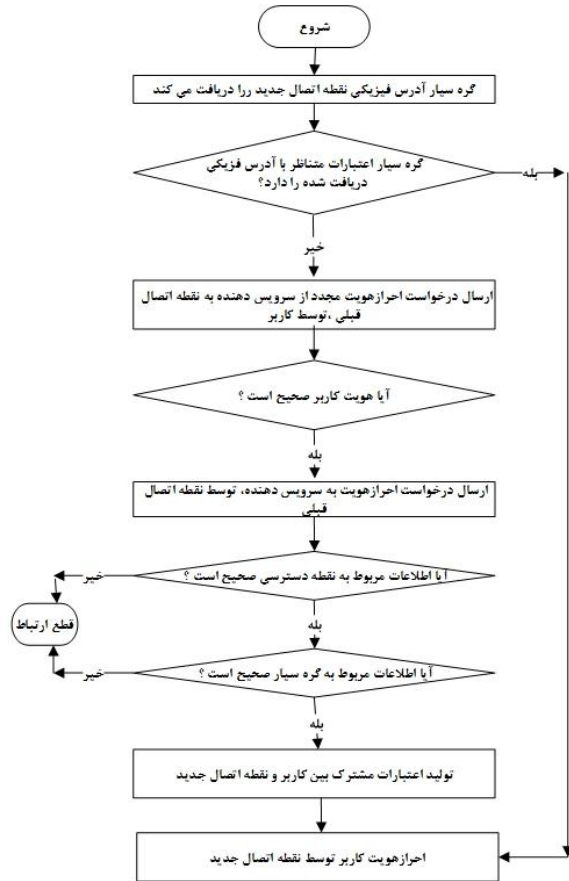 شروع
گره سیار آدرس فیزیکی نقطه اتصال جدید ررا دریافت می کند
گره سیار اعتبارات متناظر با آدرس فزیکی
دریافت شده را دارد؟
بله
خیر
ارسال درخواست احرازهویت مجدد از سرویس دهنده به نقطه اتصال
قبلی ،توسط کاربر
آیا هویت کاربر صحیح است ؟
بله
ارسال درخواست احرازهویت به سرویس دهنده، توسط نقطه اتصال
قبلی
آیا اطلاعات مربوط به نقطه دسترسی صحیح است ؟
خیر
بله
قطع ارتباط
آیا اطلاعات مربوط به گره سیار صحیح است ؟
خیر
بله
تولید اعتبارات مشترک بین کاربر و نقطه اتصال جدید
احرازهویت کاربر توسط نقطه اتصال جدید